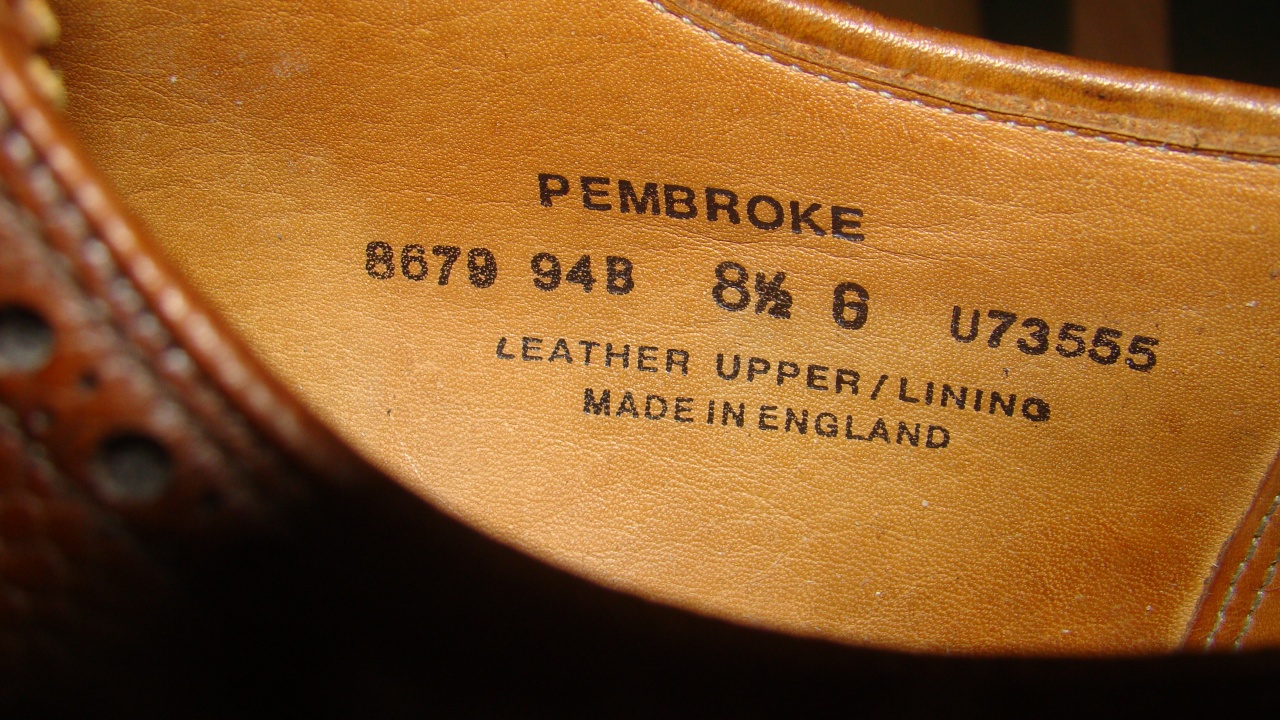 PEMBROKE
8679 94B 8½ 6 U73555
LEATHER UPPER/LINING
MADE IN ENGLAND